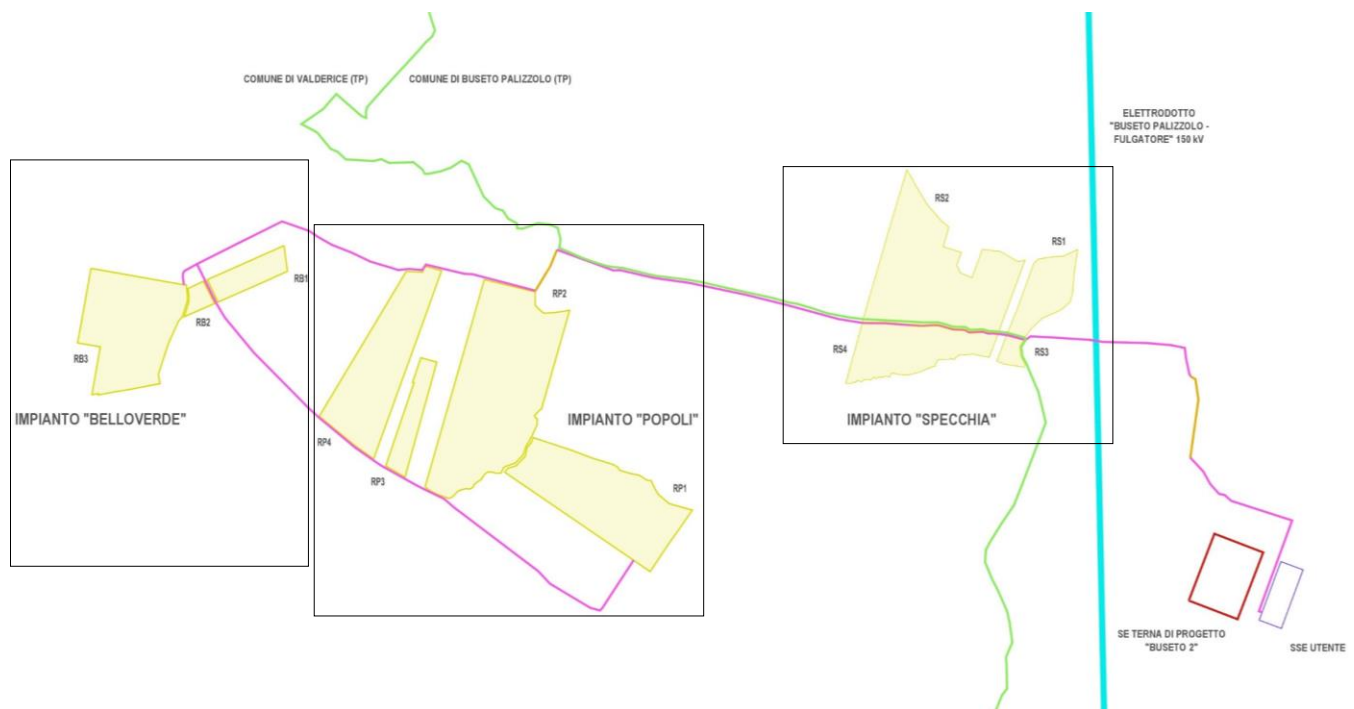 COMUNE DI VALDERICE (TP)
COMUNE DI BUSETO PALIZZOLO (TP)
ELETTRODOTTO
"BUSETO PALIZZOLO -
FULGATORE" 150 kV
RS2
RS1
RB1
RP2
RB2
RS4
RS3
RB3
IMPIANTO "BELLOVERDE"
IMPIANTO "POPOLI"
IMPIANTO "SPECCHIA"
RP4
RP3
RP1
SE TERNA DI PROGETTO
"BUSETO 2"
SSE UTENTE